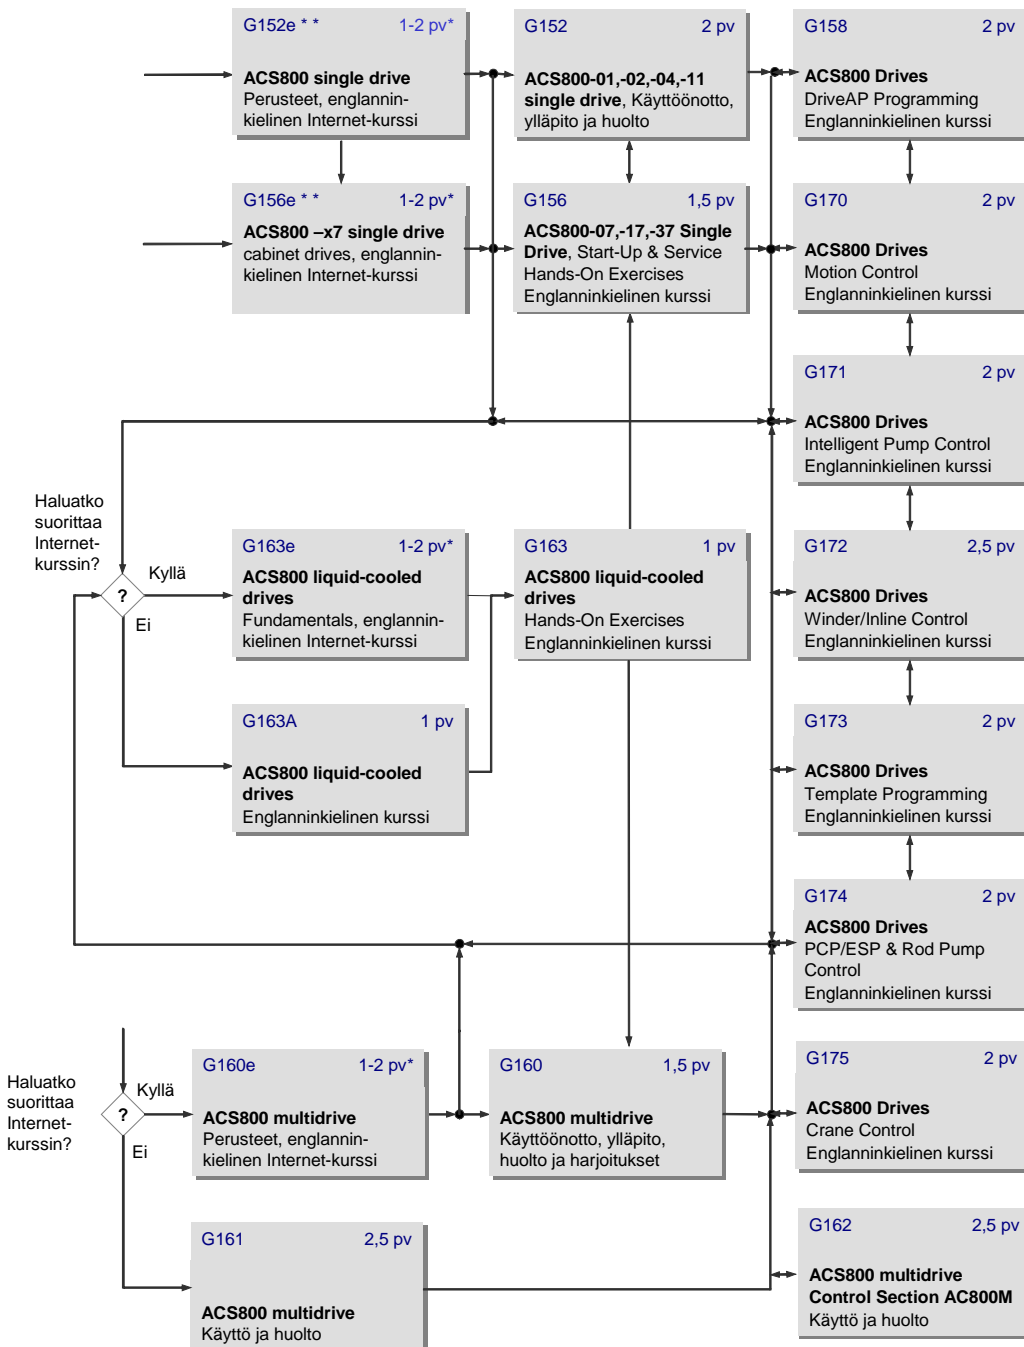 G152e * * 1-2 pv*
ACS800 single drive
Perusteet, englannin-
kielinen Internet-kurssi
G152 2 pv
ACS800-01,-02,-04,-11
single drive, Käyttöönotto,
ylläpito ja huolto
G158 2 pv
ACS800 Drives
DriveAP Programming
Englanninkielinen kurssi
G156e * * 1-2 pv*
ACS800 –x7 single drive
cabinet drives, englannin-
kielinen Internet-kurssi
G156 1,5 pv
ACS800-07,-17,-37 Single
Drive, Start-Up & Service
Hands-On Exercises
Englanninkielinen kurssi
G170 2 pv
ACS800 Drives
Motion Control
Englanninkielinen kurssi
G171 2 pv
ACS800 Drives
Intelligent Pump Control
Englanninkielinen kurssi
Haluatko
suorittaa
Internet-
kurssin?
?
Kyllä
Ei
G163e 1-2 pv*
ACS800 liquid-cooled
drives
Fundamentals, englannin-
kielinen Internet-kurssi
G163 1 pv
ACS800 liquid-cooled
drives
Hands-On Exercises
Englanninkielinen kurssi
G172 2,5 pv
ACS800 Drives
Winder/Inline Control
Englanninkielinen kurssi
G163A 1 pv
ACS800 liquid-cooled
drives
Englanninkielinen kurssi
G173 2 pv
ACS800 Drives
Template Programming
Englanninkielinen kurssi
G174 2 pv
ACS800 Drives
PCP/ESP & Rod Pump
Control
Englanninkielinen kurssi
Haluatko
suorittaa
Internet-
kurssin?
?
Kyllä
Ei
G160e 1-2 pv*
ACS800 multidrive
Perusteet, englannin-
kielinen Internet-kurssi
G160 1,5 pv
ACS800 multidrive
Käyttöönotto, ylläpito,
huolto ja harjoitukset
G175 2 pv
ACS800 Drives
Crane Control
Englanninkielinen kurssi
G161 2,5 pv
ACS800 multidrive
Käyttö ja huolto
G162 2,5 pv
ACS800 multidrive
Control Section AC800M
Käyttö ja huolto